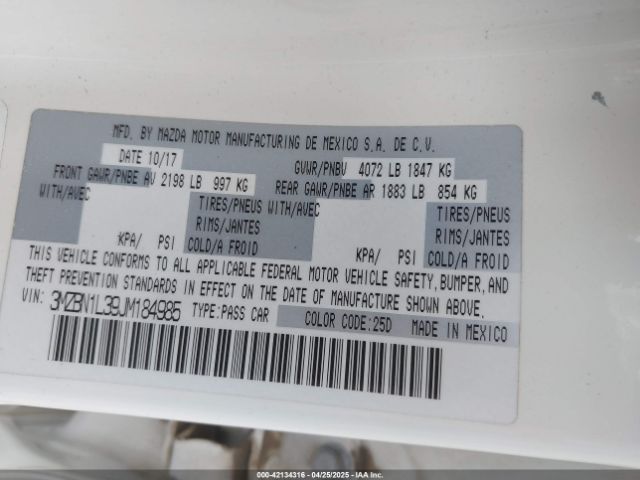 MFD. BY MAZDA MOTOR MANUFACTURING DE MEXICO S.A. DE C.V.
DATE 10/17 GVWR/PNBV 4072 LB 1847 KG
FRONT GAWR/PNBE AV 2198 LB 997 KG REAR GAWR/PNBE AR 1883 LB 854 KG
WITH/AVEC TIRES/PNEUS WITH/AVEC TIRES/PNEUS
RIMS/JANTES RIMS/JANTES
KPA/ PSI COLD/A FROID KPA/ PSI COLD/A FROID
THIS VEHICLE CONFORMS TO ALL APPLICABLE FEDERAL MOTOR VEHICLE SAFETY, BUMPER, AND
THEFT PREVENTION STANDARDS IN EFFECT ON THE DATE OF MANUFACTURE SHOWN ABOVE.
VIN: 3MZBN1L39JM184985 TYPE:PASS CAR COLOR CODE:25D MADE IN MEXICO
000-42134316 - 04/25/2025 - IAAI.COM